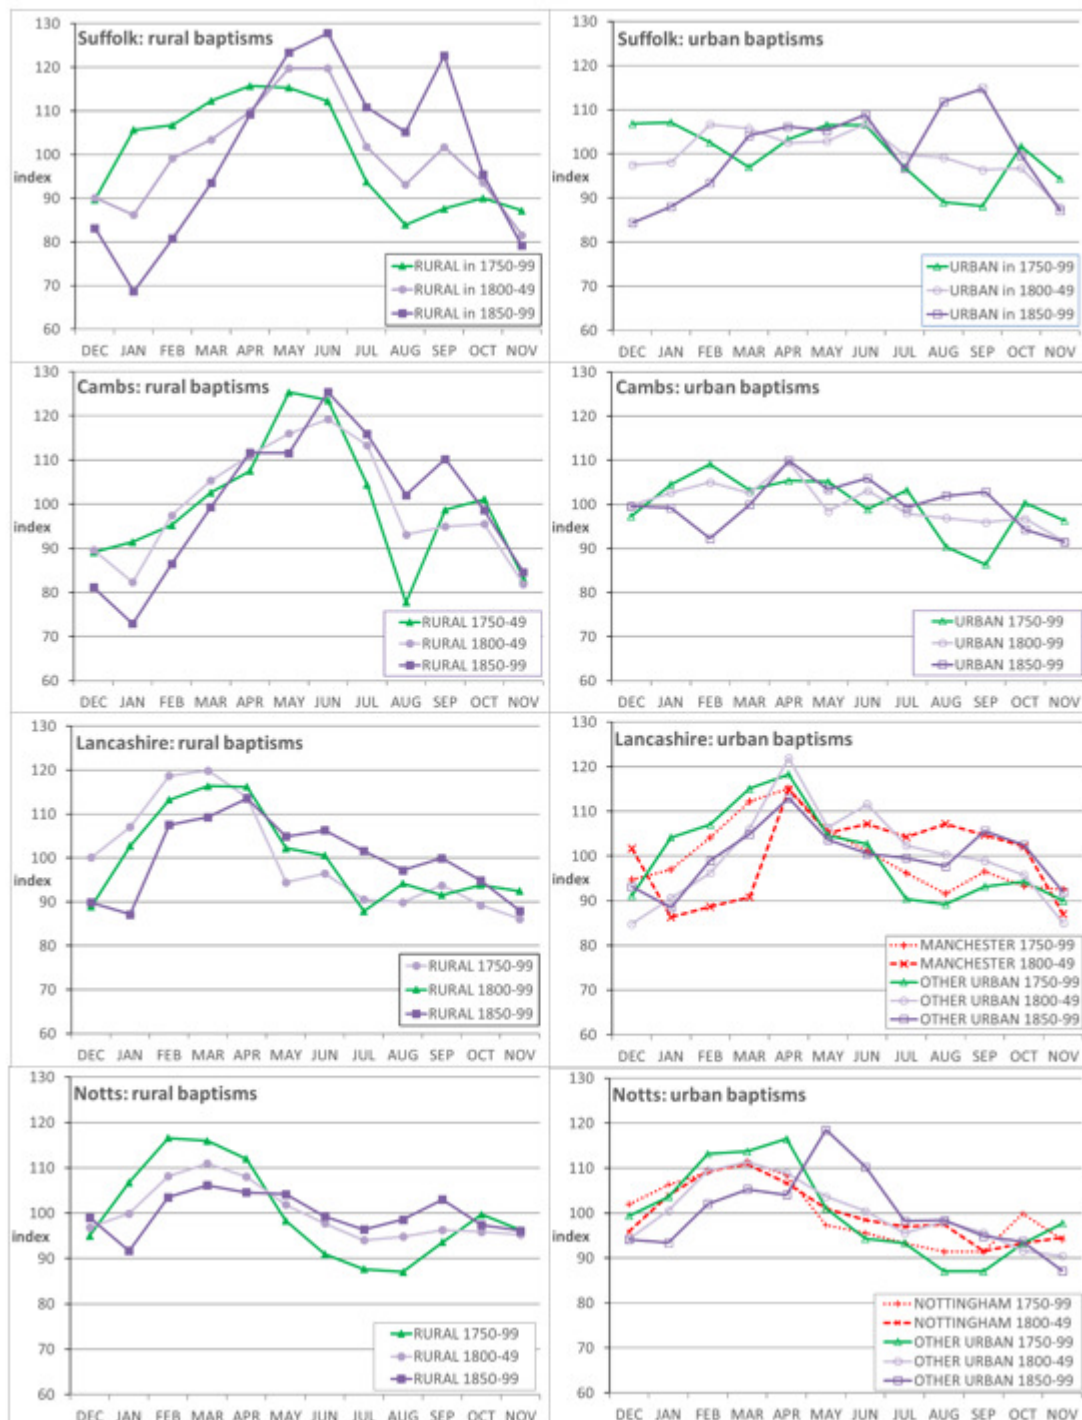 Suffolk: rural baptisms
130
120
110
100
index
90
80
70
60
DEC JAN FEB MAR APR MAY JUN JUL AUG SEP OCT NOV
RURAL in 1750-99
RURAL in 1800-49
RURAL in 1850-99
Suffolk: urban baptisms
130
120
110
100
index
90
80
70
60
DEC JAN FEB MAR APR MAY JUN JUL AUG SEP OCT NOV
URBAN in 1750-99
URBAN in 1800-49
URBAN in 1850-99
Cambs: rural baptisms
130
120
110
100
index
90
80
70
60
DEC JAN FEB MAR APR MAY JUN JUL AUG SEP OCT NOV
RURAL 1750-49
RURAL 1800-49
RURAL 1850-99
Cambs: urban baptisms
130
120
110
100
index
90
80
70
60
DEC JAN FEB MAR APR MAY JUN JUL AUG SEP OCT NOV
URBAN 1750-99
URBAN 1800-99
URBAN 1850-99
Lancashire: rural baptisms
130
120
110
100
index
90
80
70
60
DEC JAN FEB MAR APR MAY JUN JUL AUG SEP OCT NOV
RURAL 1750-99
RURAL 1800-99
RURAL 1850-99
Lancashire: urban baptisms
130
120
110
100
index
90
80
70
60
DEC JAN FEB MAR APR MAY JUN JUL AUG SEP OCT NOV
MANCHESTER 1750-99
MANCHESTER 1800-49
OTHER URBAN 1750-99
OTHER URBAN 1800-49
OTHER URBAN 1850-99
Notts: rural baptisms
130
120
110
100
index
90
80
70
60
DEC JAN FEB MAR APR MAY JUN JUL AUG SEP OCT NOV
RURAL 1750-99
RURAL 1800-49
RURAL 1850-99
Notts: urban baptisms
130
120
110
100
index
90
80
70
60
DEC JAN FEB MAR APR MAY JUN JUL AUG SEP OCT NOV
NOTTINGHAM 1750-99
NOTTINGHAM 1800-49
OTHER URBAN 1750-99
OTHER URBAN 1800-49
OTHER URBAN 1850-99